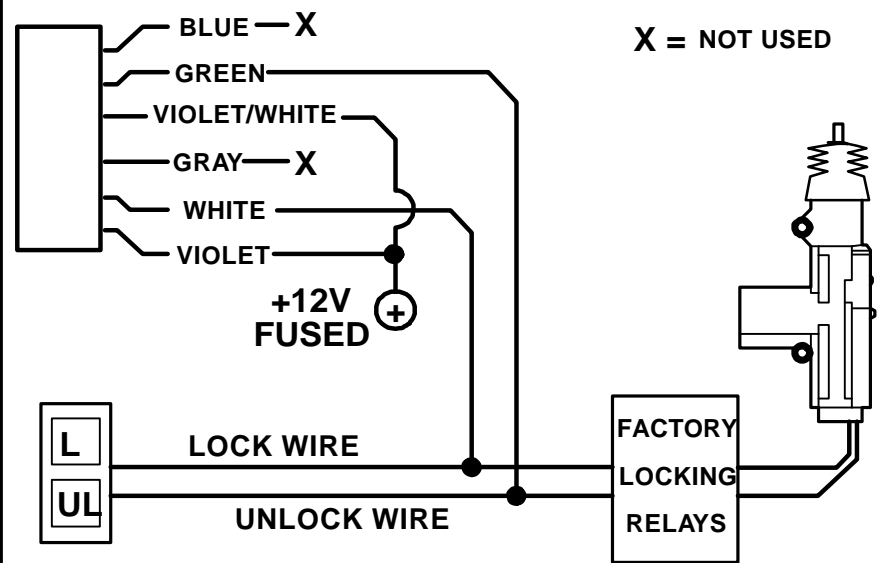 BLUE X
X = NOT USED
GREEN
VIOLET/WHITE
GRAY X
WHITE
VIOLET
+12V
FUSED
+
L
UL
LOCK WIRE
UNLOCK WIRE
FACTORY
LOCKING
RELAYS